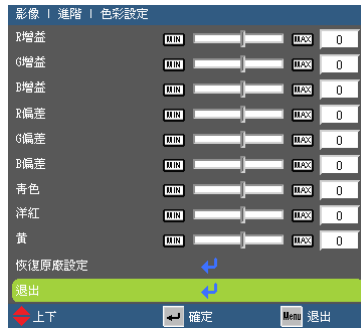 影像 | 進階 | 色彩設定
R增益 MIN MAX 0
G增益 MIN MAX 0
B增益 MIN MAX 0
R偏差 MIN MAX 0
G偏差 MIN MAX 0
B偏差 MIN MAX 0
青色 MIN MAX 0
洋紅 MIN MAX 0
黃 MIN MAX 0
恢復原廠設定
退出
上下 確定 Menu 退出